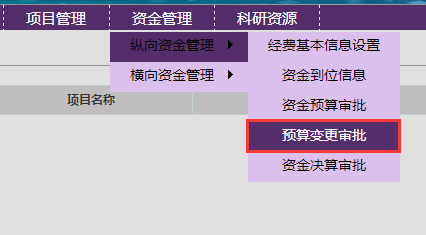 项目管理 资金管理 科研资源
纵向资金管理 经费基本信息设置
横向资金管理 资金到位信息
项目名称 资金预算审批
预算变更审批
资金决算审批